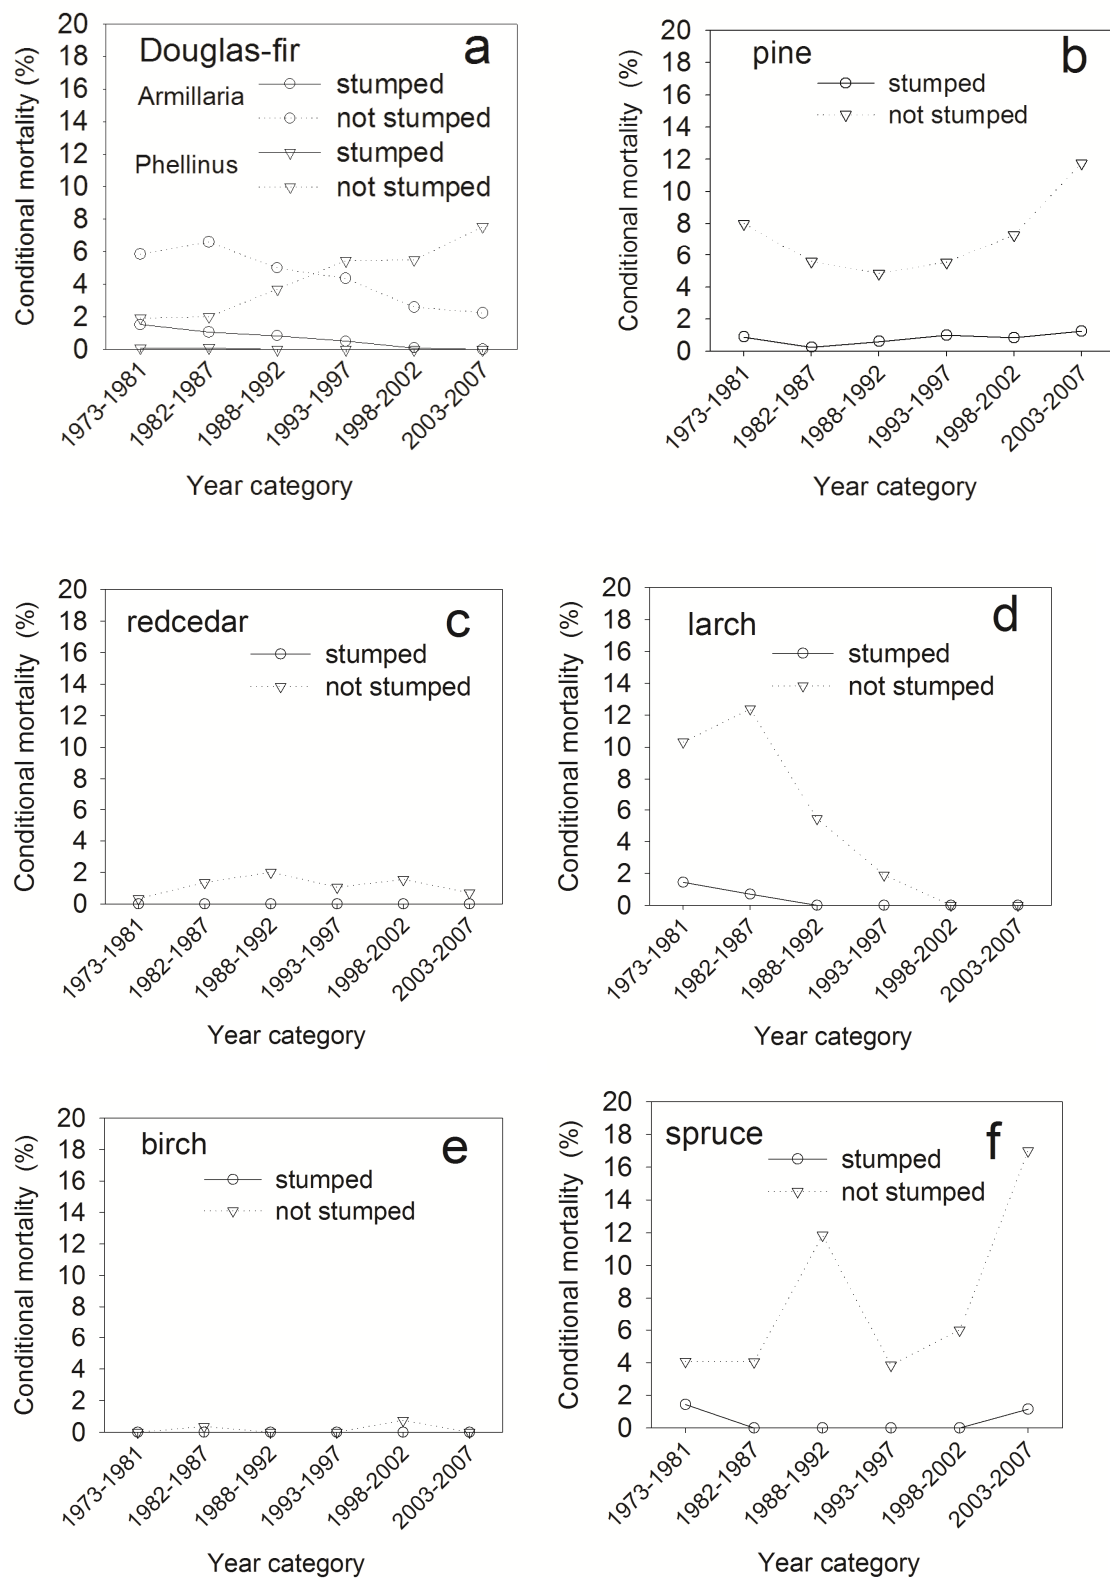 Douglas-fir
a
Armillaria
stumped
not stumped
Phellinus
stumped
not stumped
Conditional mortality (%)
20
18
16
14
12
10
8
6
4
2
0
1973-1981
1982-1987
1988-1992
1993-1997
1998-2002
2003-2007
Year category
pine
b
stumped
not stumped
Conditional mortality (%)
20
18
16
14
12
10
8
6
4
2
0
1973-1981
1982-1987
1988-1992
1993-1997
1998-2002
2003-2007
Year category
redcedar
c
stumped
not stumped
Conditional mortality (%)
20
18
16
14
12
10
8
6
4
2
0
1973-1981
1982-1987
1988-1992
1993-1997
1998-2002
2003-2007
Year category
larch
d
stumped
not stumped
Conditional mortality (%)
20
18
16
14
12
10
8
6
4
2
0
1973-1981
1982-1987
1988-1992
1993-1997
1998-2002
2003-2007
Year category
birch
e
stumped
not stumped
Conditional mortality (%)
20
18
16
14
12
10
8
6
4
2
0
1973-1981
1982-1987
1988-1992
1993-1997
1998-2002
2003-2007
Year category
spruce
f
stumped
not stumped
Conditional mortality (%)
20
18
16
14
12
10
8
6
4
2
0
1973-1981
1982-1987
1988-1992
1993-1997
1998-2002
2003-2007
Year category